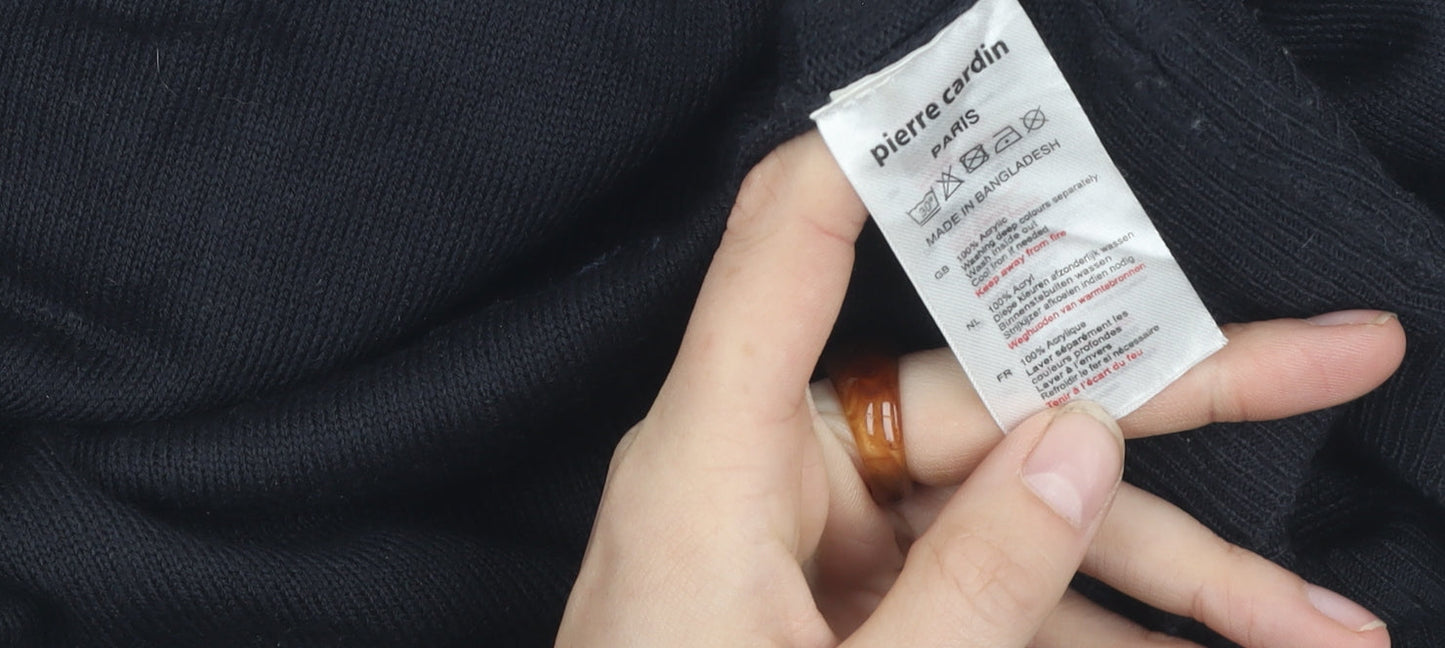 pierre cardin
PARIS
30°
MADE IN BANGLADESH
GB
100% Acrylic
Washing deep colours separately
Wash inside out
Cool iron if needed
Keep away from fire
NL
100% Acryl
Diepe kleuren afzonderlijk wassen
Binnenstebuiten wassen
Strijkijzer afkoelen indien nodig
Weghuoden van warmtebronnen
FR
100% Acrylique
Laver séparément les
couleurs profondes
Laver à l'envers
Refroidir le fer si nécessaire
Tenir à l'écart du feu